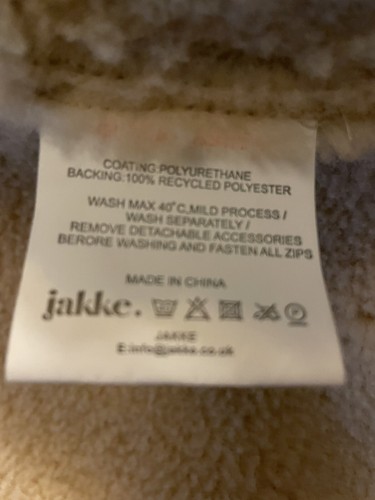 COATING:POLYURETHANE
BACKING:100% RECYCLED POLYESTER
WASH MAX 40°C,MILD PROCESS /
WASH SEPARATELY /
REMOVE DETACHABLE ACCESSORIES
BERORE WASHING AND FASTEN ALL ZIPS
MADE IN CHINA
jakke.
JAKKE
E:info@jakke.co.uk